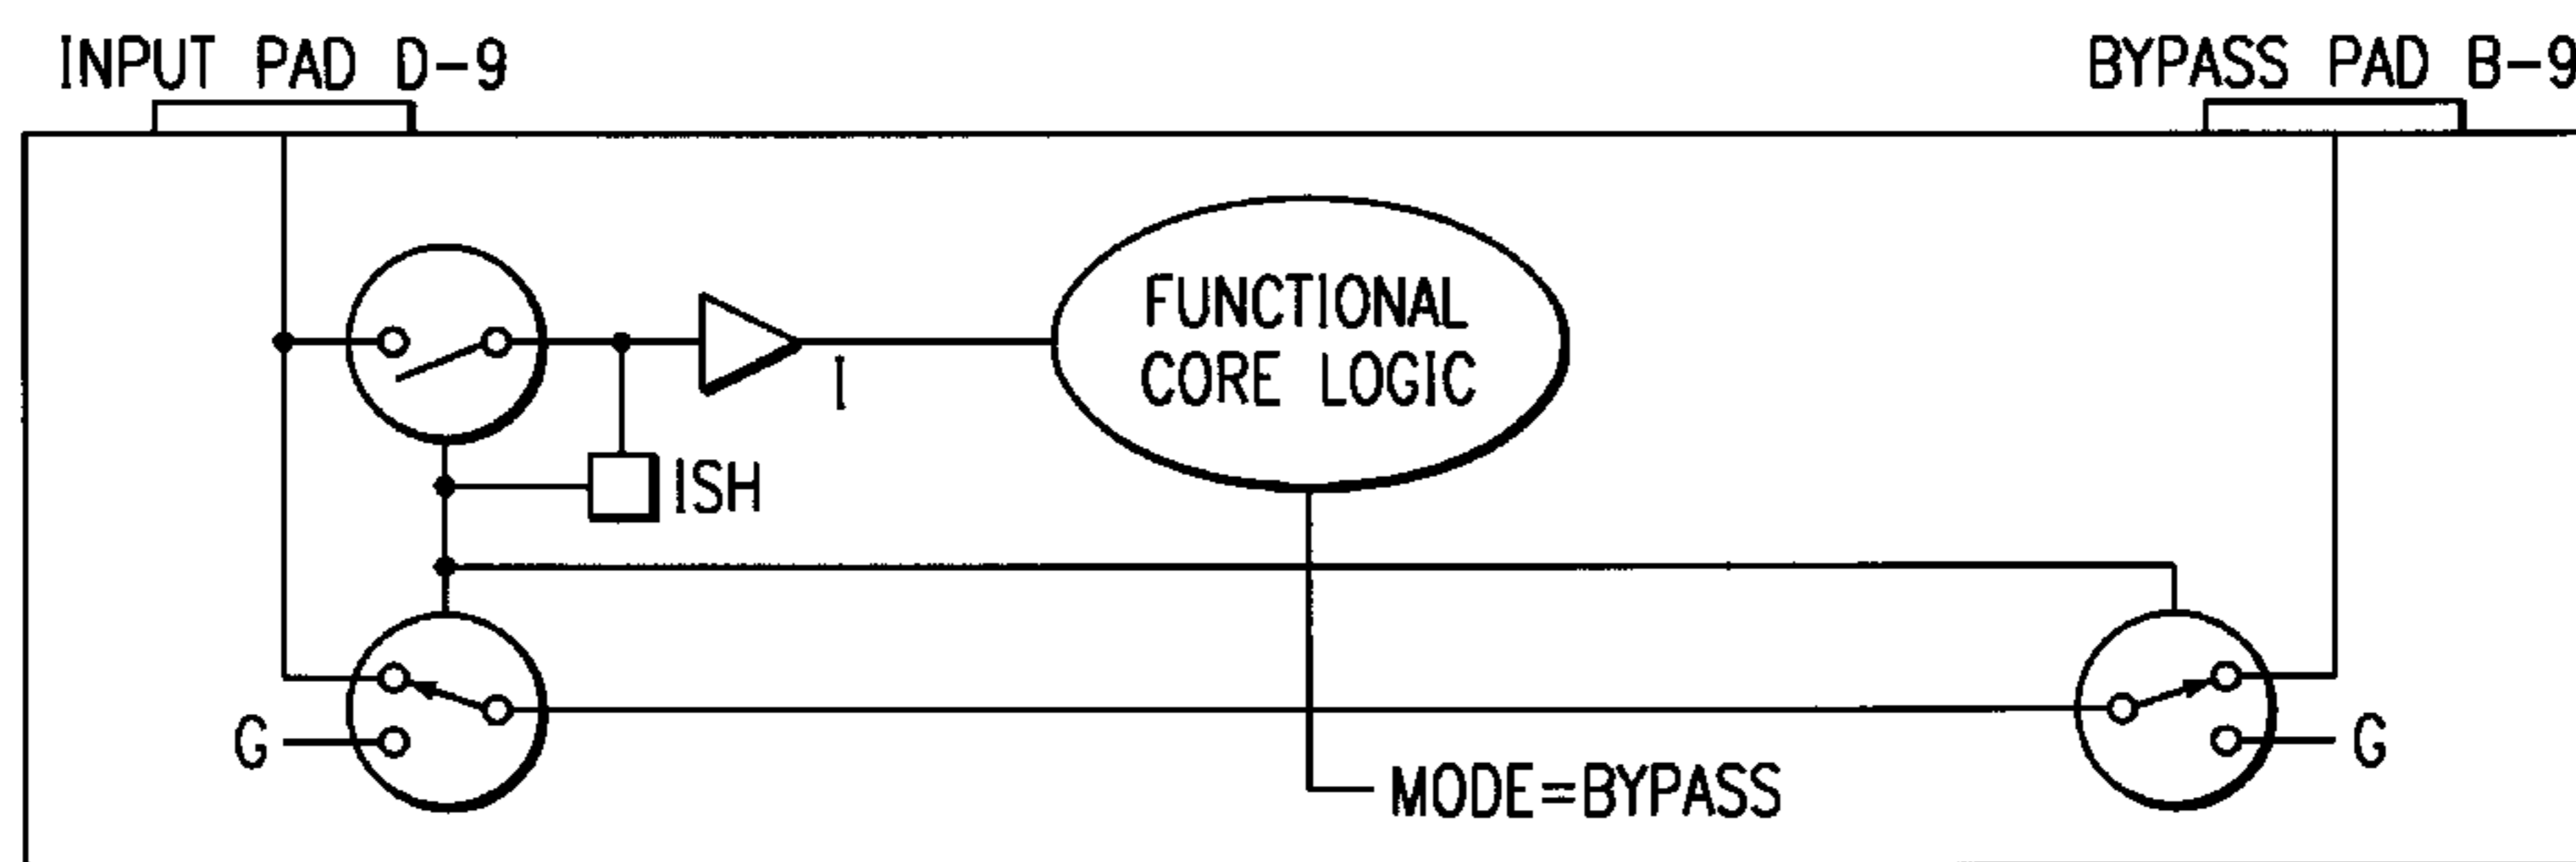 INPUT PAD D-9
BYPASS PAD B-9
FUNCTIONAL
CORE LOGIC
I
ISH
G
G
MODE=BYPASS